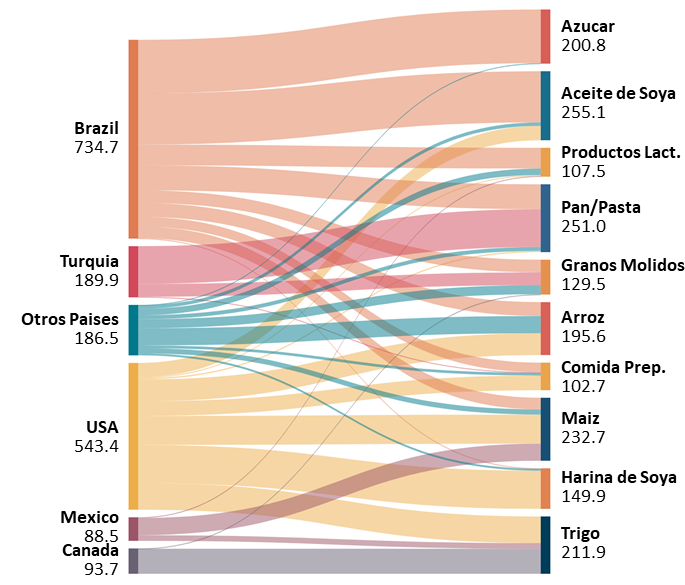 Brazil
734.7
Turquia
189.9
Otros Paises
186.5
USA
543.4
Mexico
88.5
Canada
93.7
Azucar
200.8
Aceite de Soya
255.1
Productos Lact.
107.5
Pan/Pasta
251.0
Granos Molidos
129.5
Arroz
195.6
Comida Prep.
102.7
Maiz
232.7
Harina de Soya
149.9
Trigo
211.9